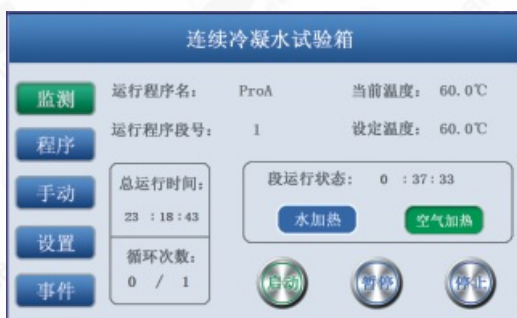 连续冷凝水试验箱
监测
运行程序名： ProA 当前温度： 60.0℃
程序
运行程序段号： 1 设定温度： 60.0℃
手动
总运行时间：
23 :18:43
段运行状态： 0 :37:33
水加热 空气加热
设置
循环次数：
0 / 1
事件
启动 暂停 停止